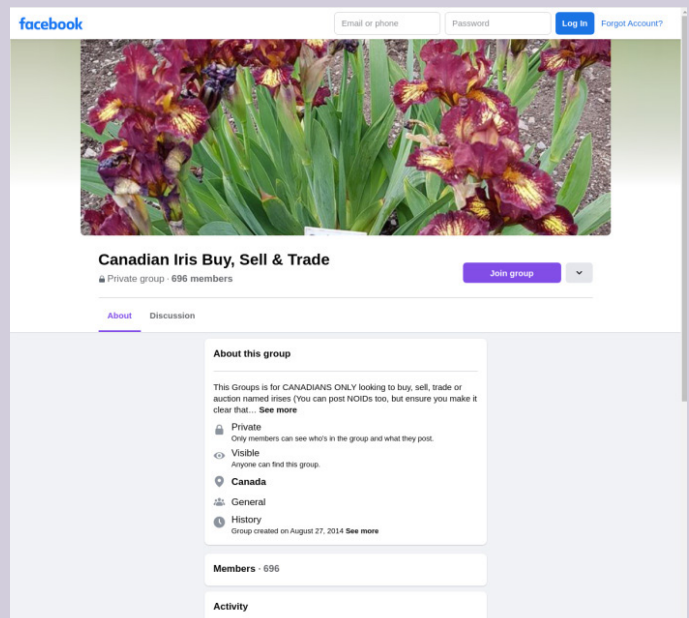 facebook
Email or phone
Password
Log In
Forgot Account?
Canadian Iris Buy, Sell & Trade
Private group · 696 members
Join group
About
Discussion
About this group
This Groups is for CANADIANS ONLY looking to buy, sell, trade or
auction named irises (You can post NOIDs too, but ensure you make it
clear that… See more
Private
Only members can see who's in the group and what they post.
Visible
Anyone can find this group.
Canada
General
History
Group created on August 27, 2014 See more
Members · 696
Activity